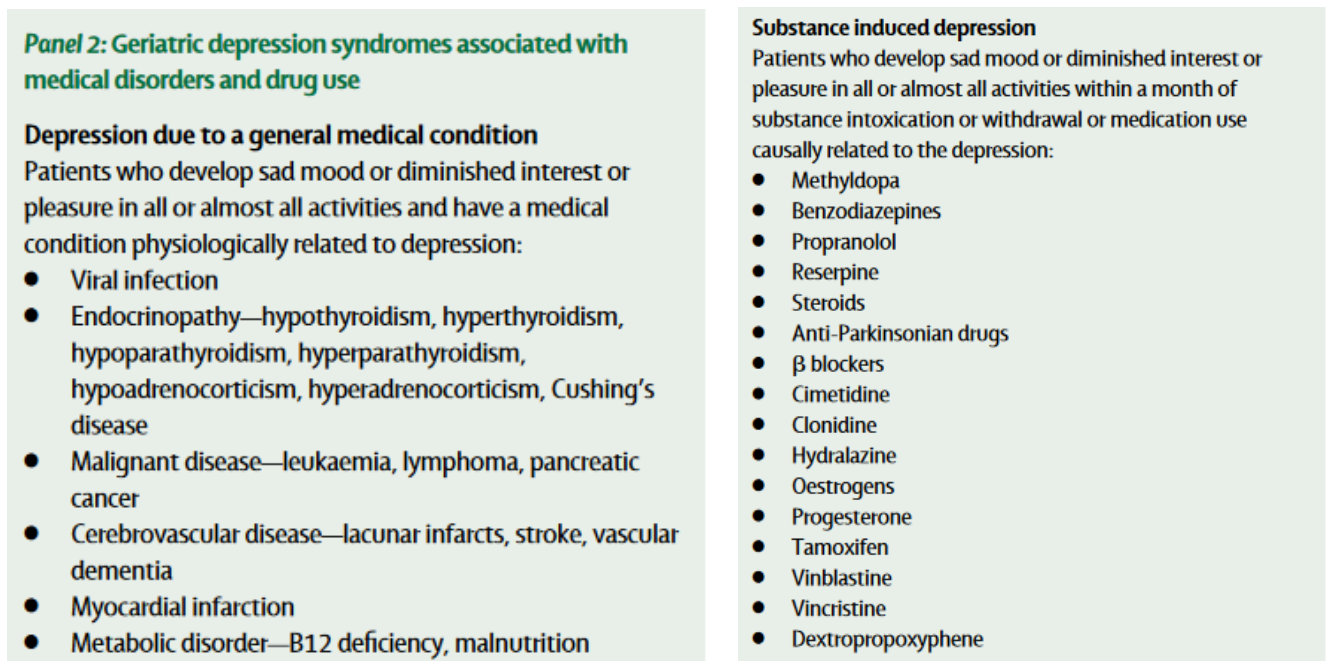 Panel 2: Geriatric depression syndromes associated with
medical disorders and drug use
Depression due to a general medical condition
Patients who develop sad mood or diminished interest or
pleasure in all or almost all activities and have a medical
condition physiologically related to depression:
● Viral infection
● Endocrinopathy—hypothyroidism, hyperthyroidism,
hypoparathyroidism, hyperparathyroidism,
hypoadrenocorticism, hyperadrenocorticism, Cushing's
disease
● Malignant disease—leukaemia, lymphoma, pancreatic
cancer
● Cerebrovascular disease—lacunar infarcts, stroke, vascular
dementia
● Myocardial infarction
● Metabolic disorder—B12 deficiency, malnutrition
Substance induced depression
Patients who develop sad mood or diminished interest or
pleasure in all or almost all activities within a month of
substance intoxication or withdrawal or medication use
causally related to the depression:
● Methyldopa
● Benzodiazepines
● Propranolol
● Reserpine
● Steroids
● Anti-Parkinsonian drugs
● β blockers
● Cimetidine
● Clonidine
● Hydralazine
● Oestrogens
● Progesterone
● Tamoxifen
● Vinblastine
● Vincristine
● Dextropropoxyphene